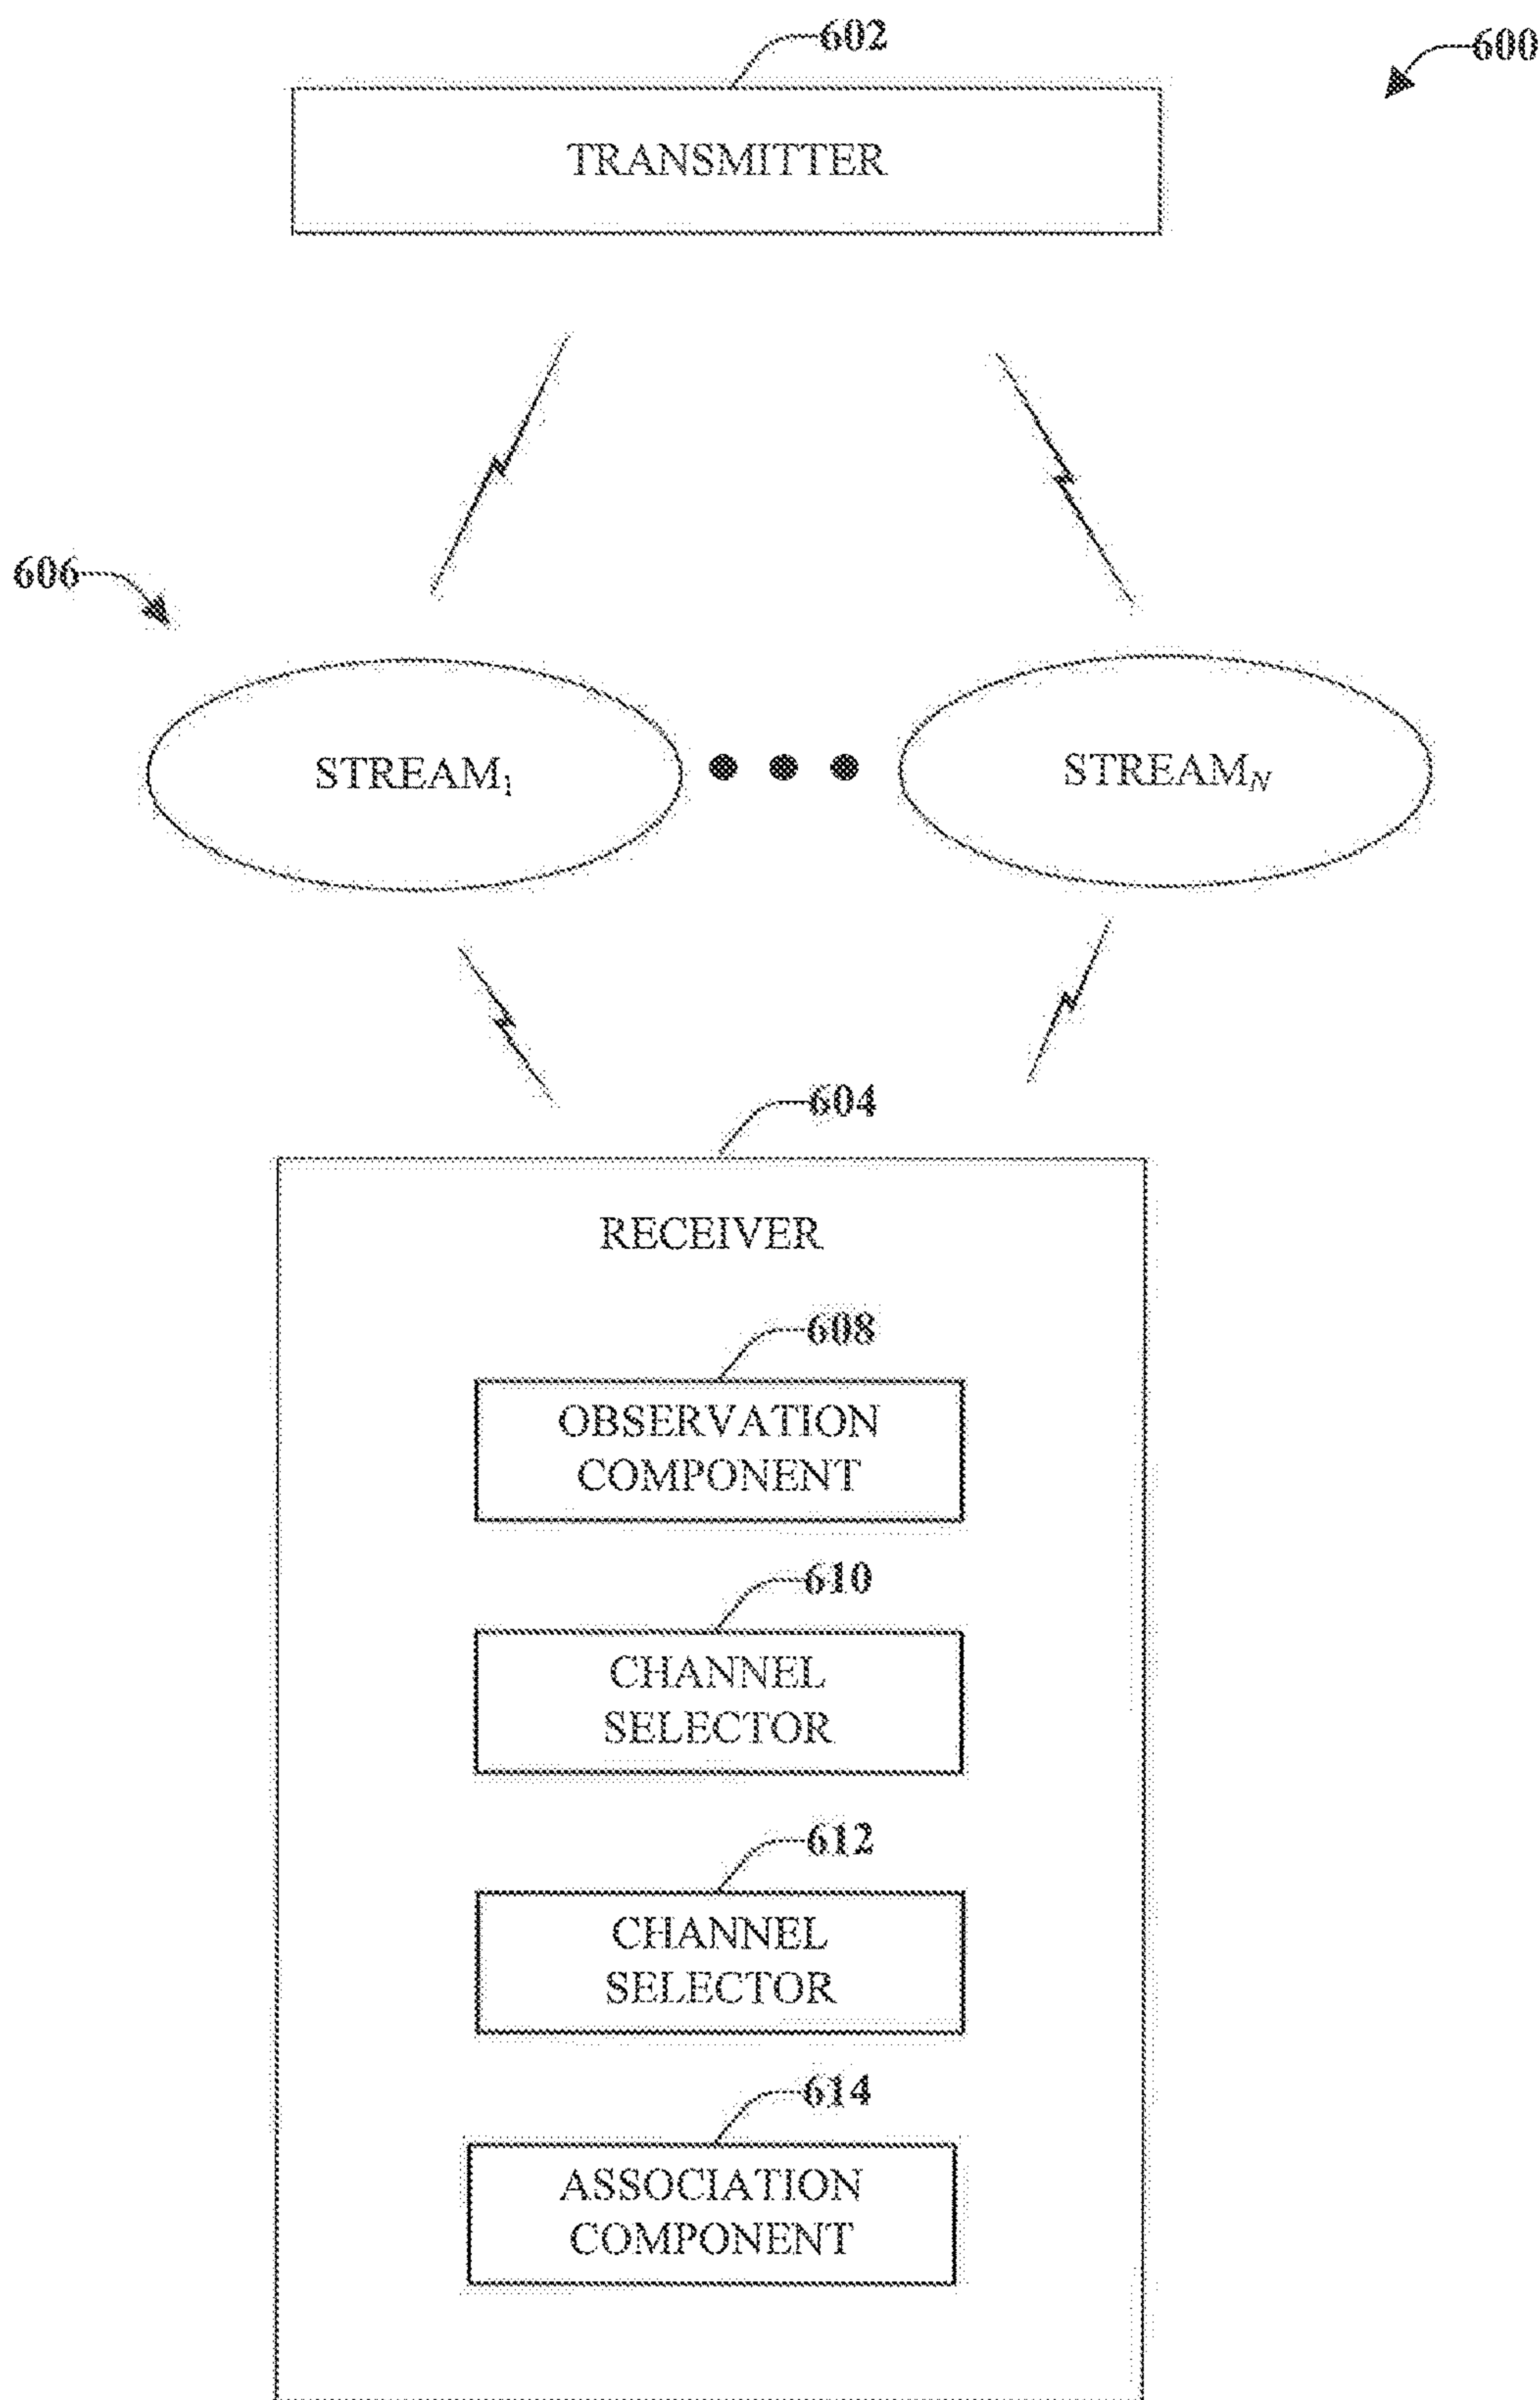 602
600
TRANSMITTER
606
STREAM1
STREAMN
604
RECEIVER
608
OBSERVATION
COMPONENT
610
CHANNEL
SELECTOR
612
CHANNEL
SELECTOR
614
ASSOCIATION
COMPONENT